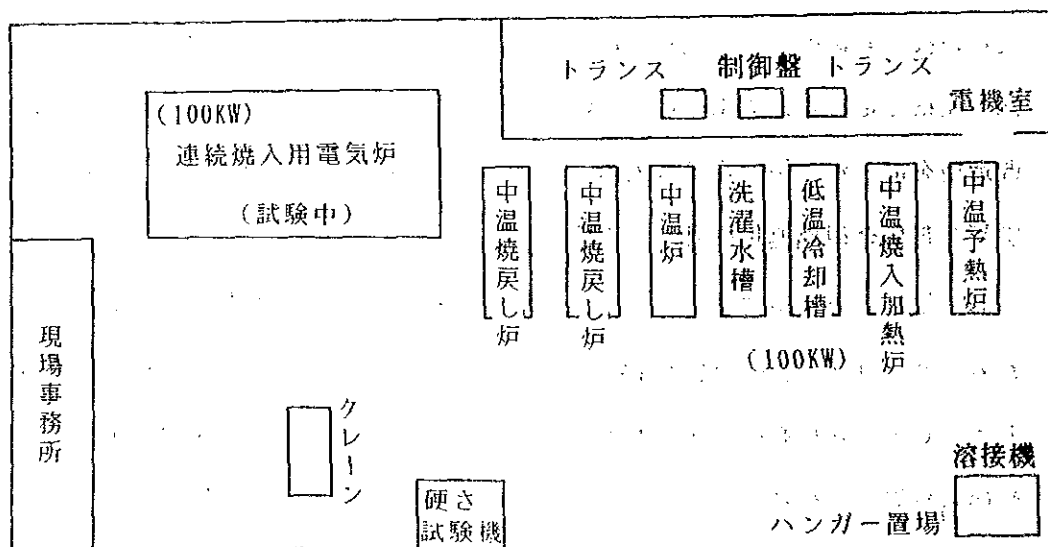 トランス 制御盤 トランス
電機室
(100KW)
連続焼入用電気炉
(試験中)
中温焼戻し炉
中温焼戻し炉
中温炉
洗濯水槽
低温冷却槽
中温焼入加熱炉
中温予熱炉
(100KW)
現場事務所
クレーン
硬さ
試験機
溶接機
ハンガー置場